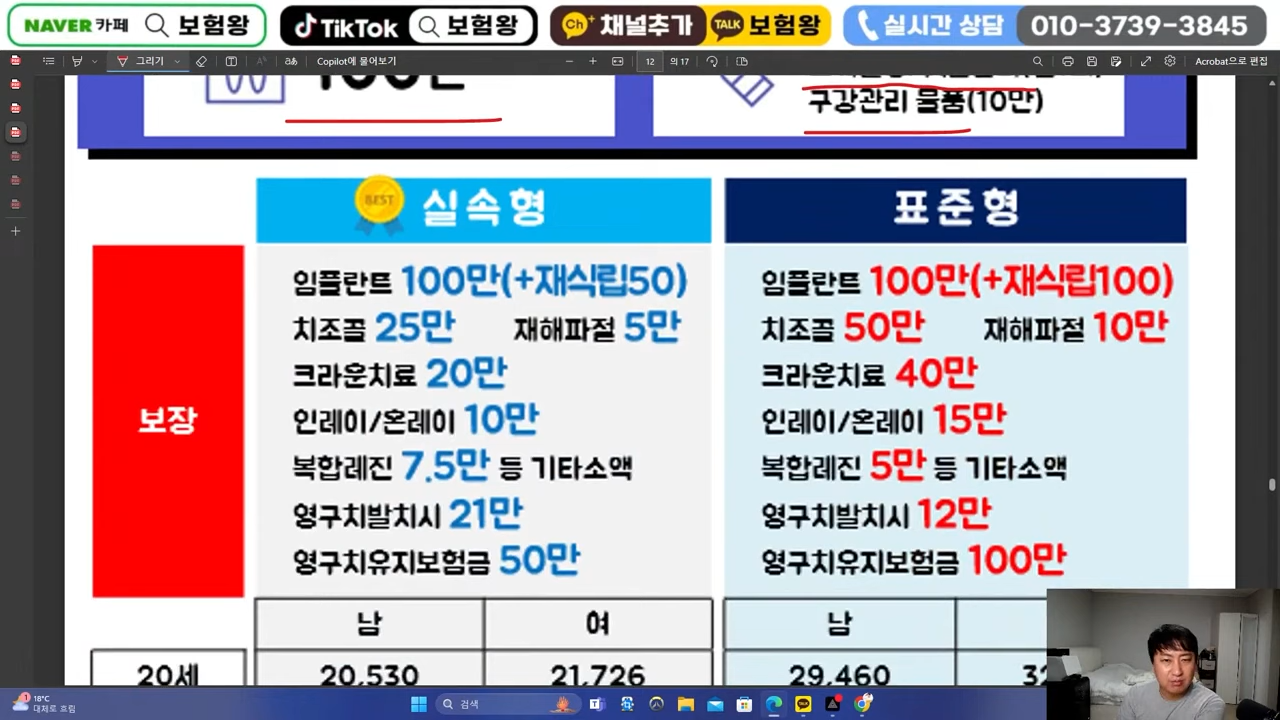 NAVER 카페 보험왕 TikTok 보험왕 Ch+ 채널추가 TALK 보험왕 실시간 상담 010-3739-3845
그리기 Copilot에 물어보기 12 의 17 Acrobat으로 편집
구강관리 물품(10만)
BEST 실속형 표준형
보장
임플란트 100만(+재식립50)
치조골 25만 재해파절 5만
크라운치료 20만
인레이/온레이 10만
복합레진 7.5만 등 기타소액
영구치발치시 21만
영구치유지보험금 50만
임플란트 100만(+재식립100)
치조골 50만 재해파절 10만
크라운치료 40만
인레이/온레이 15만
복합레진 5만 등 기타소액
영구치발치시 12만
영구치유지보험금 100만
남 여 남
20세 20,530 21,726 29,460
18°C
대체로 흐림
검색